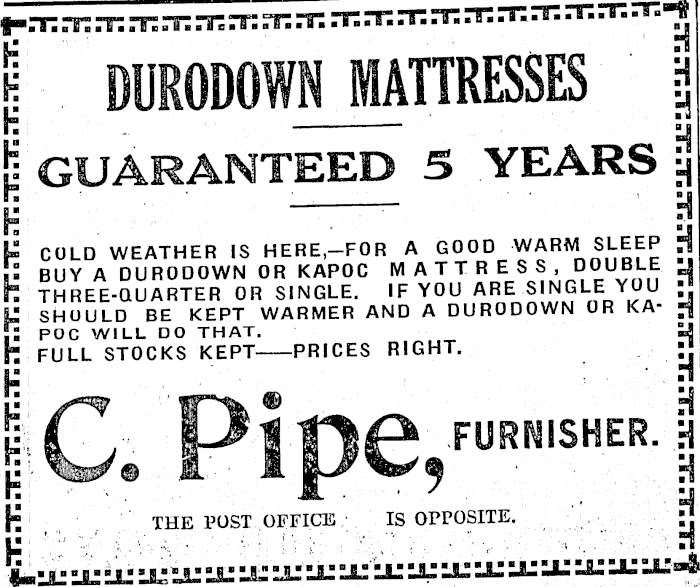 DURODOWN MATTRESSES
GUARANTEED 5 YEARS
COLD WEATHER IS HERE,—FOR A GOOD WARM SLEEP
BUY A DURODOWN OR KAPOC MATTRESS, DOUBLE
THREE-QUARTER OR SINGLE. IF YOU ARE SINGLE YOU
SHOULD BE KEPT WARMER AND A DURODOWN OR KA-
POC WILL DO THAT.
FULL STOCKS KEPT——PRICES RIGHT.
C. Pipe, FURNISHER.
THE POST OFFICE IS OPPOSITE.